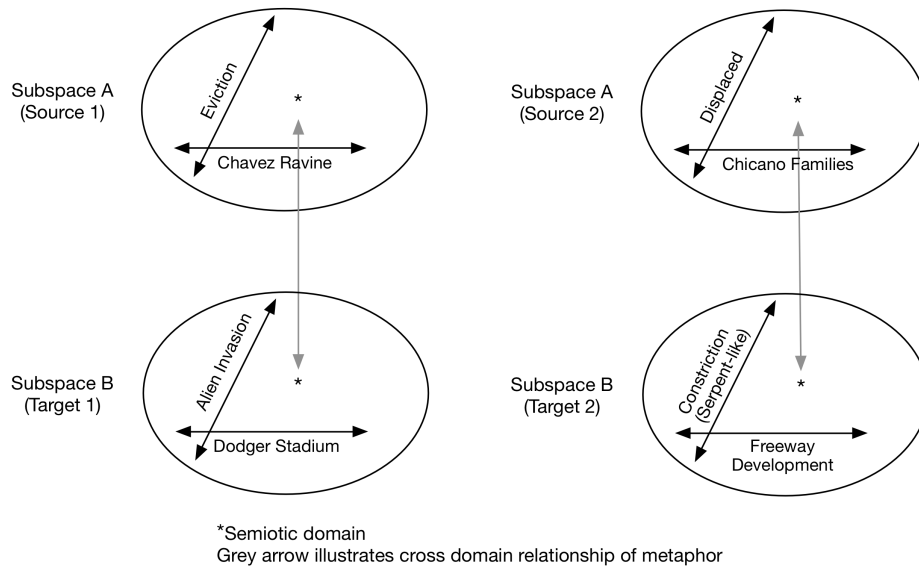 Subspace A
(Source 1)
Eviction
*
Chavez Ravine
Subspace A
(Source 2)
Displaced
*
Chicano Families
Subspace B
(Target 1)
Alien Invasion
*
Dodger Stadium
Subspace B
(Target 2)
Constriction
(Serpent-like)
*
Freeway
Development
*Semiotic domain
Grey arrow illustrates cross domain relationship of metaphor